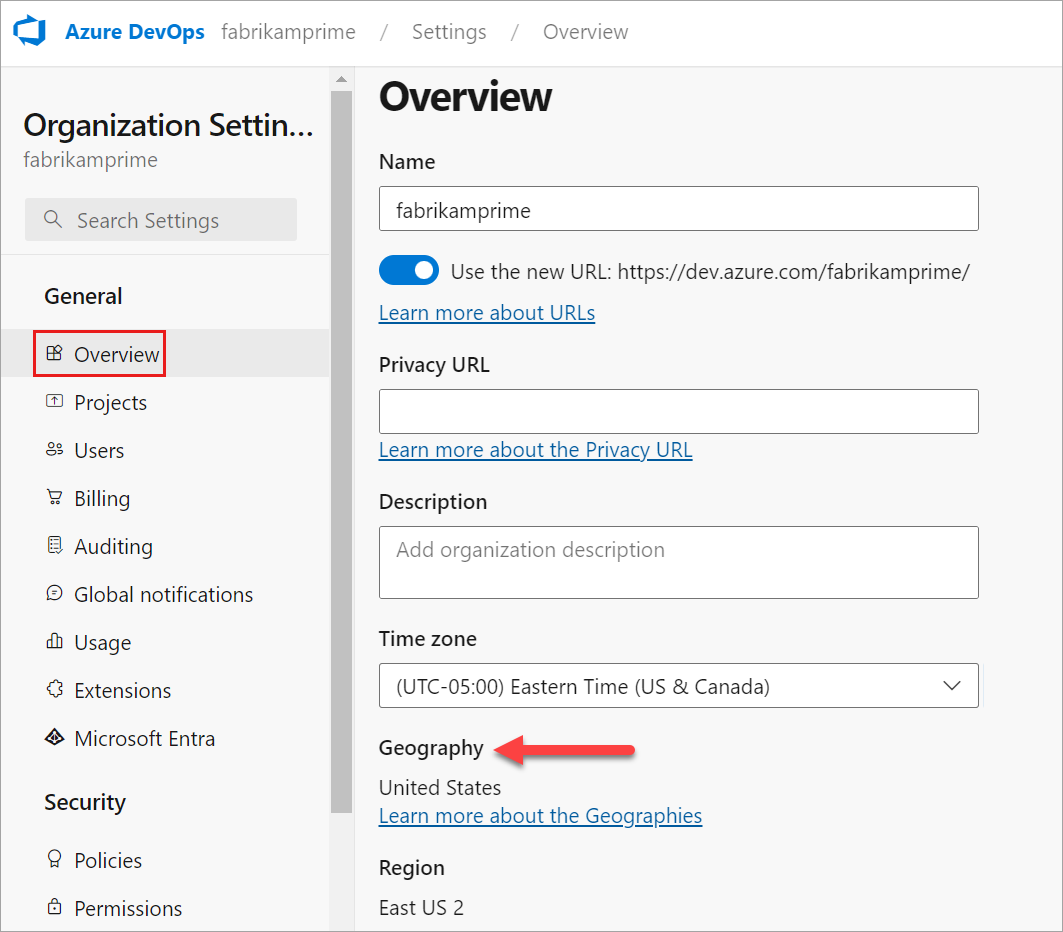 Azure DevOps fabrikamprime / Settings / Overview
Organization Settin...
fabrikamprime
Search Settings
General
Overview
Projects
Users
Billing
Auditing
Global notifications
Usage
Extensions
Microsoft Entra
Security
Policies
Permissions
Overview
Name
fabrikamprime
Use the new URL: https://dev.azure.com/fabrikamprime/
Learn more about URLs
Privacy URL
Learn more about the Privacy URL
Description
Add organization description
Time zone
(UTC-05:00) Eastern Time (US & Canada)
Geography
United States
Learn more about the Geographies
Region
East US 2